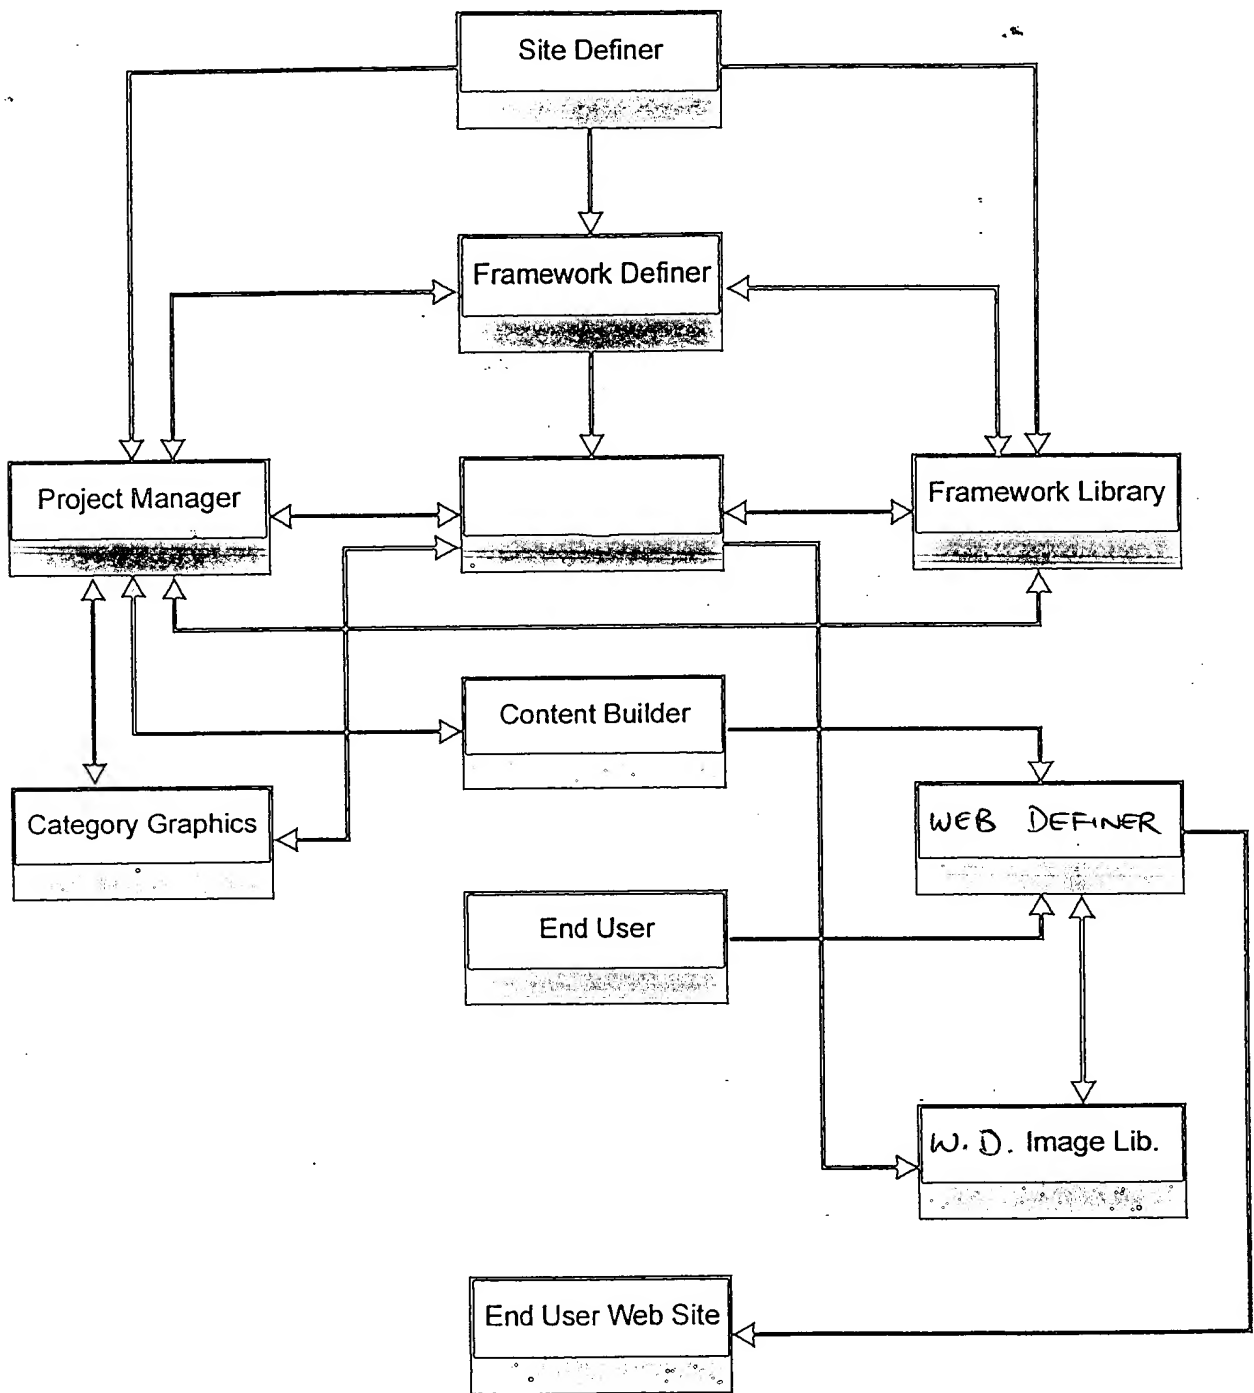 Site Definer
Framework Definer
Project Manager
Framework Library
Content Builder
Category Graphics
WEB DEFINER
End User
W.D. Image Lib.
End User Web Site